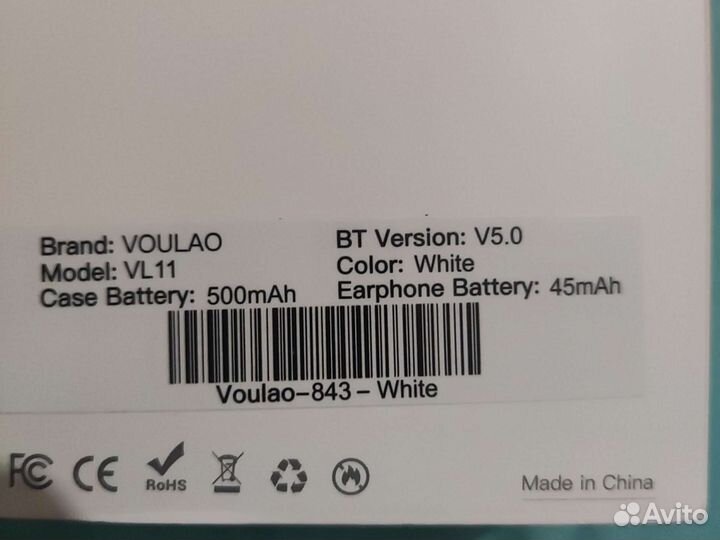 Brand: VOULAO
Model: VL11
Case Battery: 500mAh
BT Version: V5.0
Color: White
Earphone Battery: 45mAh
Voulao-843-White
FC CE RoHS
Made in China
Avito